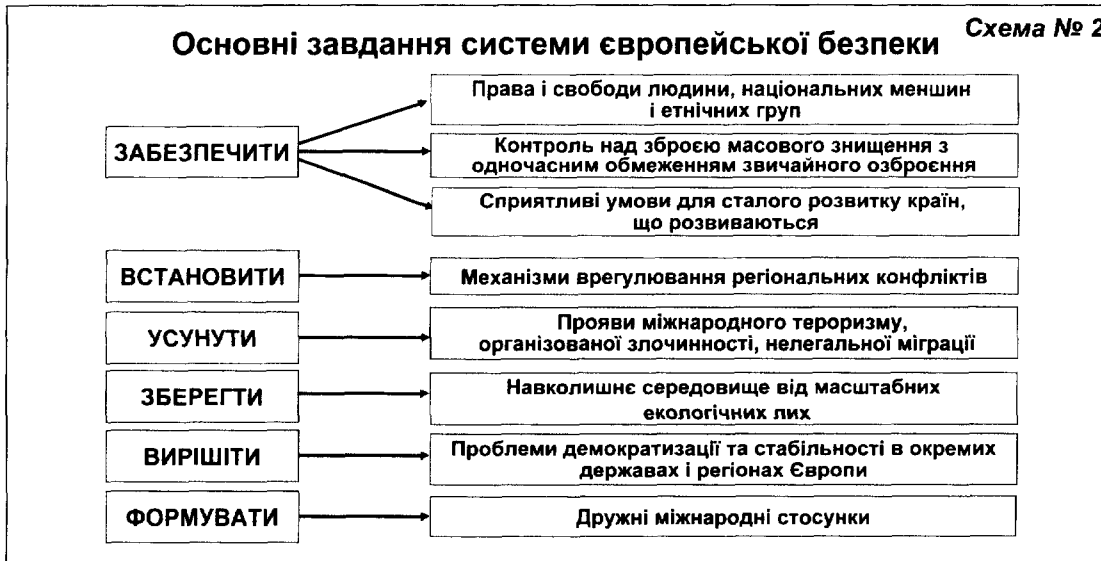 Схема № 2
Основні завдання системи європейської безпеки
ЗАБЕЗПЕЧИТИ
Права і свободи людини, національних меншин
і етнічних груп
Контроль над зброєю масового знищення з
одночасним обмеженням звичайного озброєння
Сприятливі умови для сталого розвитку країн,
що розвиваються
ВСТАНОВИТИ
Механізми врегулювання регіональних конфліктів
УСУНУТИ
Прояви міжнародного тероризму,
організованої злочинності, нелегальної міграції
ЗБЕРЕГТИ
Навколишнє середовище від масштабних
екологічних лих
ВИРІШІТИ
Проблеми демократизації та стабільності в окремих
державах і регіонах Європи
ФОРМУВАТИ
Дружні міжнародні стосунки